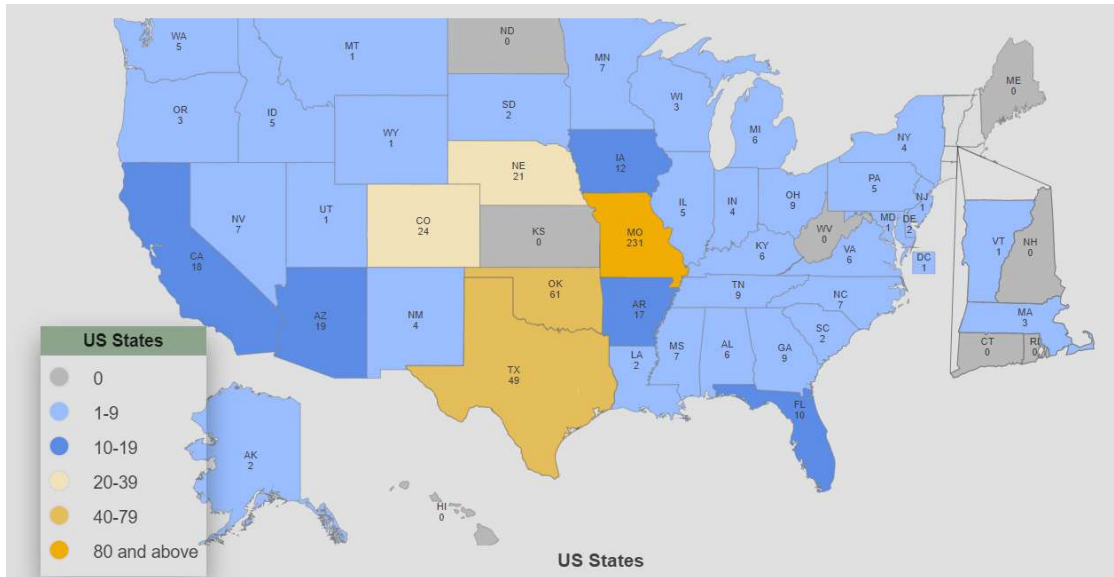 WA
5
MT
1
ND
0
MN
7
ME
0
OR
3
ID
5
SD
2
WI
3
MI
6
NY
4
WY
1
IA
12
PA
5
NE
21
OH
9
NJ
1
IL
5
IN
4
MD
1
DE
2
NV
7
UT
1
CO
24
KS
0
MO
231
WV
0
VA
6
KY
6
DC
1
VT
1
NH
0
CA
18
OK
61
TN
9
NC
7
AZ
19
NM
4
AR
17
SC
2
MA
3
MS
7
AL
6
GA
9
LA
2
CT
0
RI
0
TX
49
FL
10
US States
0
1-9
10-19
20-39
40-79
80 and above
AK
2
HI
0
US States